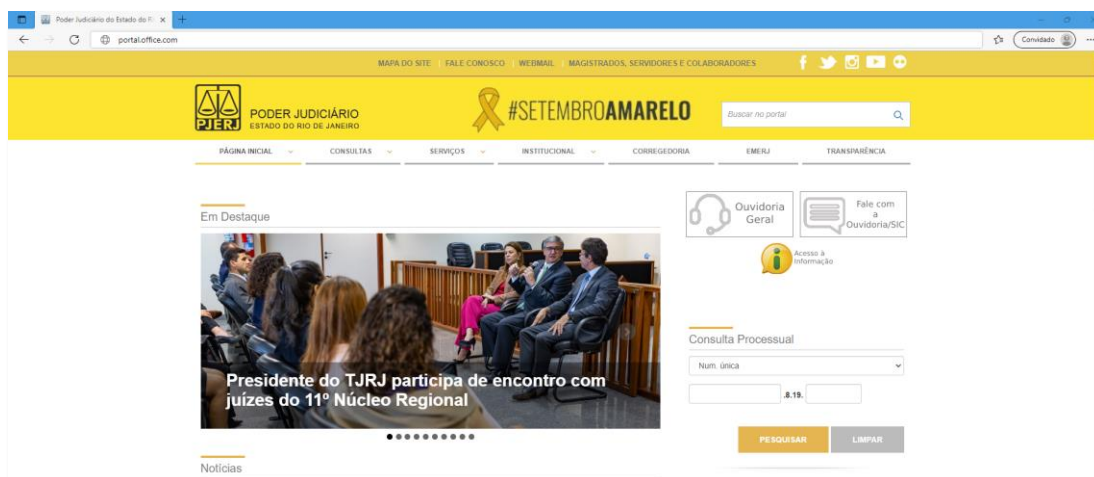 Poder Judiciário do Estado do R
portal.office.com
Convidado
MAPA DO SITE | FALE CONOSCO | WEBMAIL | MAGISTRADOS, SERVIDORES E COLABORADORES
PJERJ
PODER JUDICIÁRIO
ESTADO DO RIO DE JANEIRO
#SETEMBROAMARELO
Buscar no portal
PÁGINA INICIAL CONSULTAS SERVIÇOS INSTITUCIONAL CORREGEDORIA EMERJ TRANSPARÊNCIA
Em Destaque
Presidente do TJRJ participa de encontro com
juízes do 11º Núcleo Regional
Notícias
Ouvidoria
Geral
Fale com
a
Ouvidoria/SIC
Acesso à
Informação
Consulta Processual
Num. única
.8.19.
PESQUISAR LIMPAR